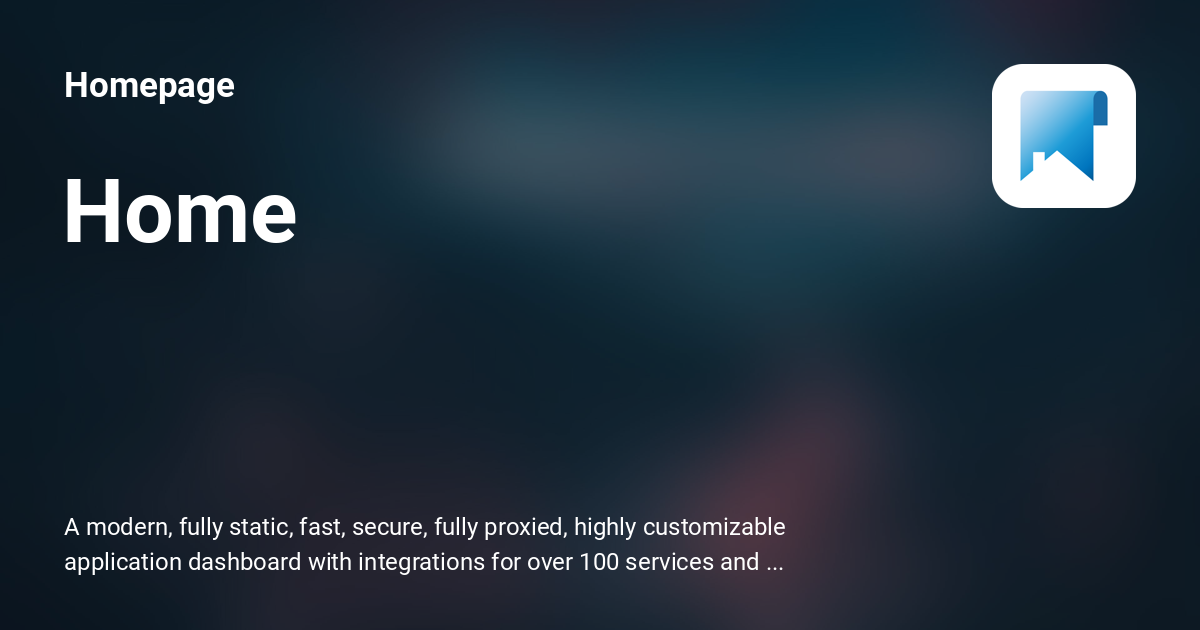 Homepage
Home
A modern, fully static, fast, secure, fully proxied, highly customizable
application dashboard with integrations for over 100 services and ...